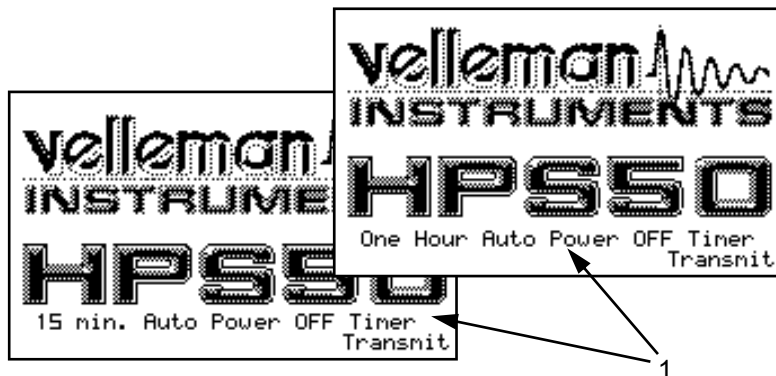 velleman
INSTRUMENTS
HPS50
One Hour Auto Power OFF Timer
Transmit
velleman
INSTRUME
HPS50
15 min. Auto Power OFF Timer
Transmit
1